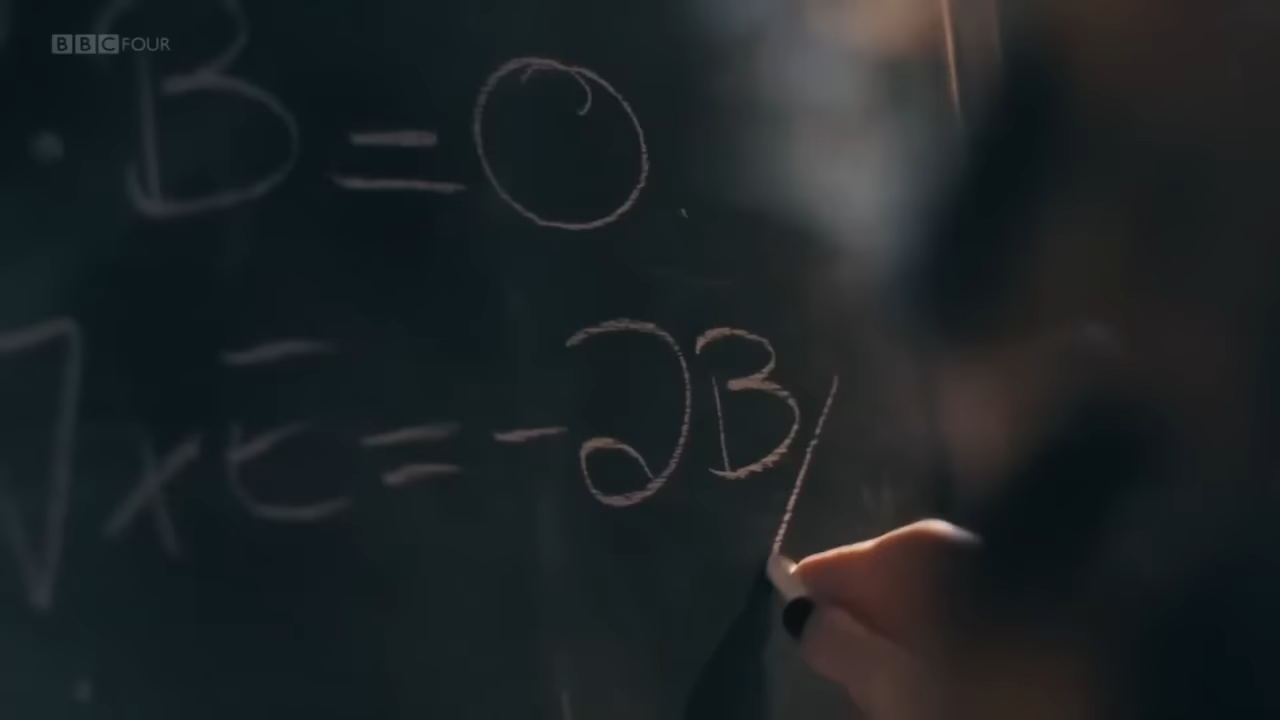 BBC FOUR
· B = 0
∇ × E = - ∂B/